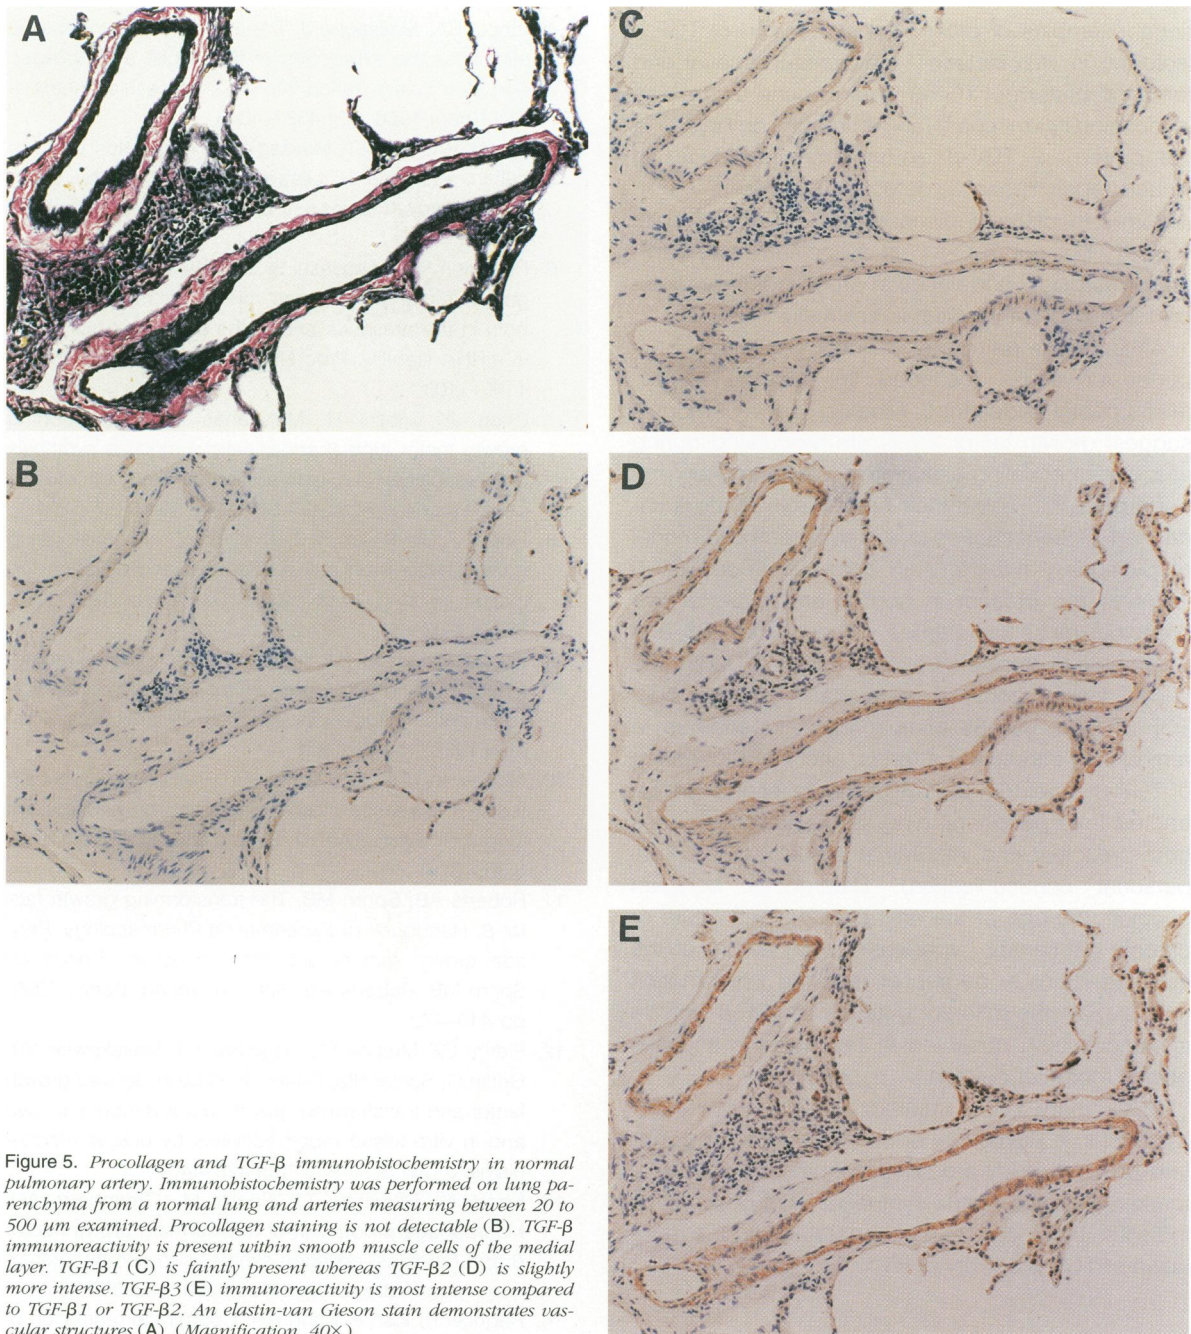 A
C
B
D
E
Figure 5. Procollagen and TGF-β immunohistochemistry in normal
pulmonary artery. Immunohistochemistry was performed on lung pa-
renchyma from a normal lung and arteries measuring between 20 to
500 μm examined. Procollagen staining is not detectable (B). TGF-β
immunoreactivity is present within smooth muscle cells of the medial
layer. TGF-β1 (C) is faintly present whereas TGF-β2 (D) is slightly
more intense. TGF-β3 (E) immunoreactivity is most intense compared
to TGF-β1 or TGF-β2. An elastin-van Gieson stain demonstrates vas-
cular structures (A). (Magnification, 40×)